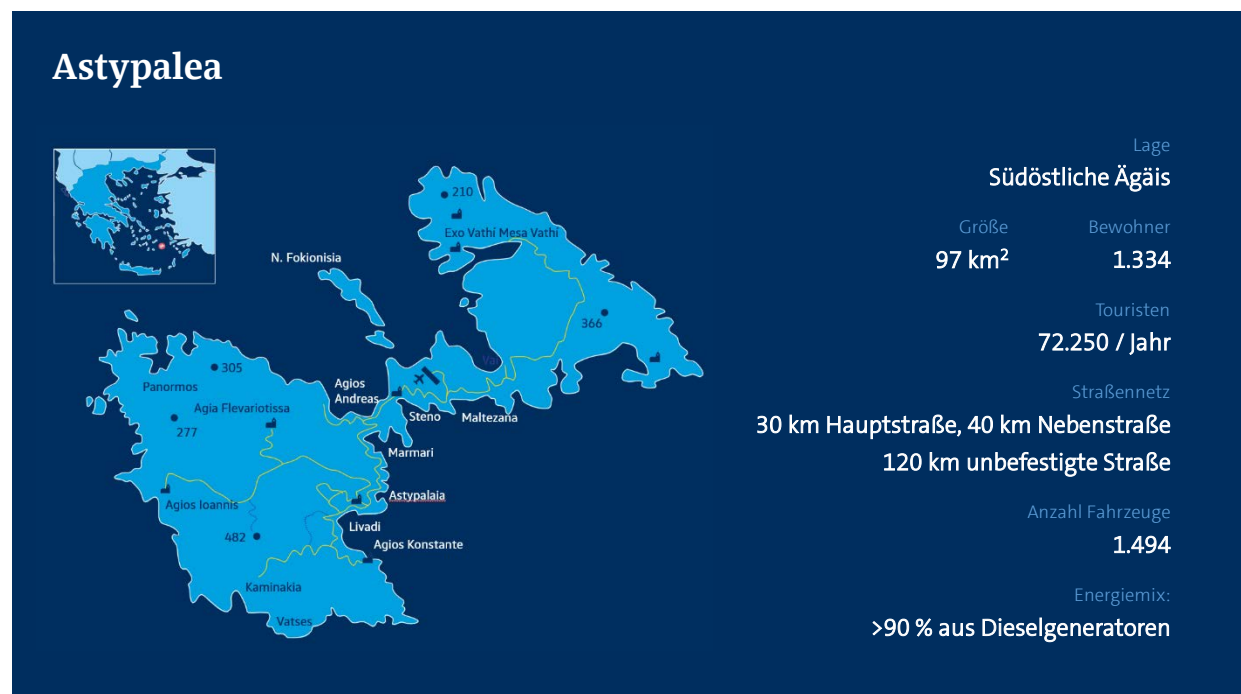 Astypalea
Lage
Südöstliche Ägäis
Größe
Bewohner
97 km²
1.334
Touristen
72.250 / Jahr
Straßennetz
30 km Hauptstraße, 40 km Nebenstraße
120 km unbefestigte Straße
Anzahl Fahrzeuge
1.494
Energiemix:
>90 % aus Dieselgeneratoren
210
Exo Vathí Mesa Vathí
N. Fokionisia
366
Vai
305
Panormos
Agios
Andreas
Agia Flevariotissa
Steno
Maltezana
277
Marmari
Astypalaia
Agios Ioannis
Livadi
482
Agios Konstante
Kaminakia
Vatses